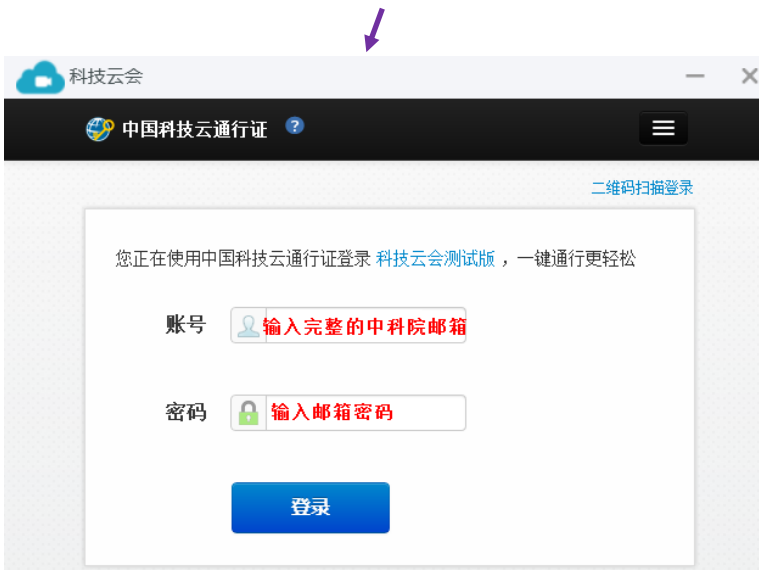 科技云会
中国科技云通行证 ?
二维码扫描登录
您正在使用中国科技云通行证登录 科技云会测试版 ，一键通行更轻松
账号 输入完整的中科院邮箱
密码 输入邮箱密码
登录